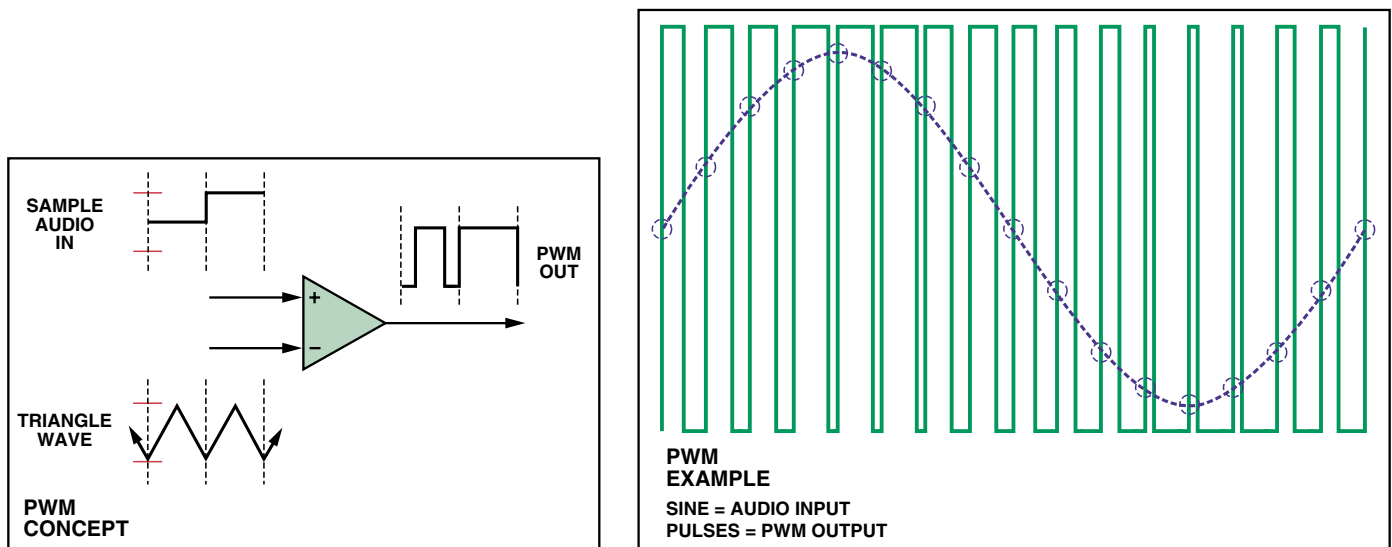 SAMPLE
AUDIO
IN
+
−
PWM
OUT
TRIANGLE
WAVE
PWM
CONCEPT
PWM
EXAMPLE
SINE = AUDIO INPUT
PULSES = PWM OUTPUT